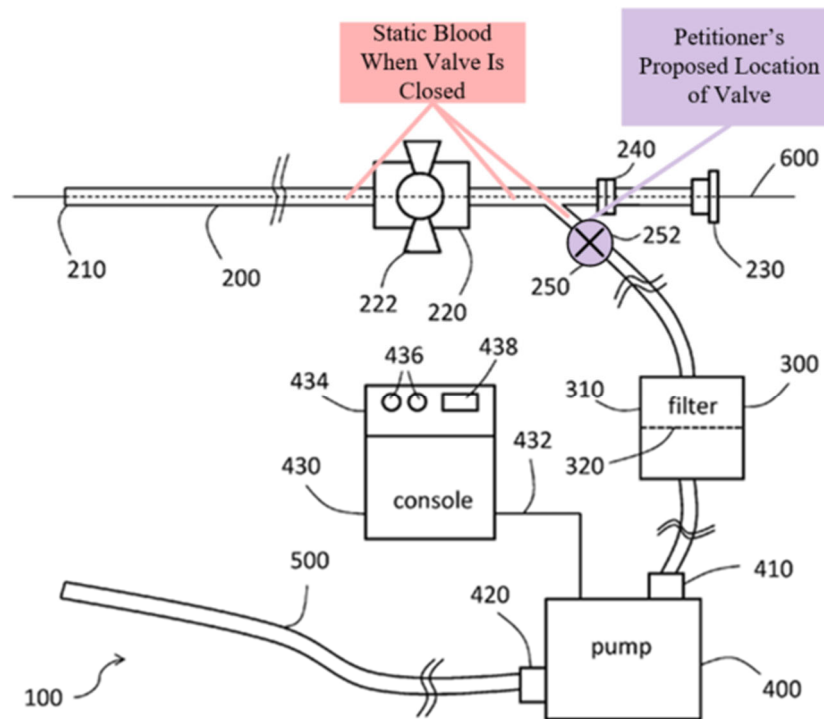 Static Blood
When Valve Is
Closed
Petitioner's
Proposed Location
of Valve
240
600
210
200
222
220
252
250
230
436
438
434
310
filter
300
320
430
console
432
500
410
420
pump
100
400